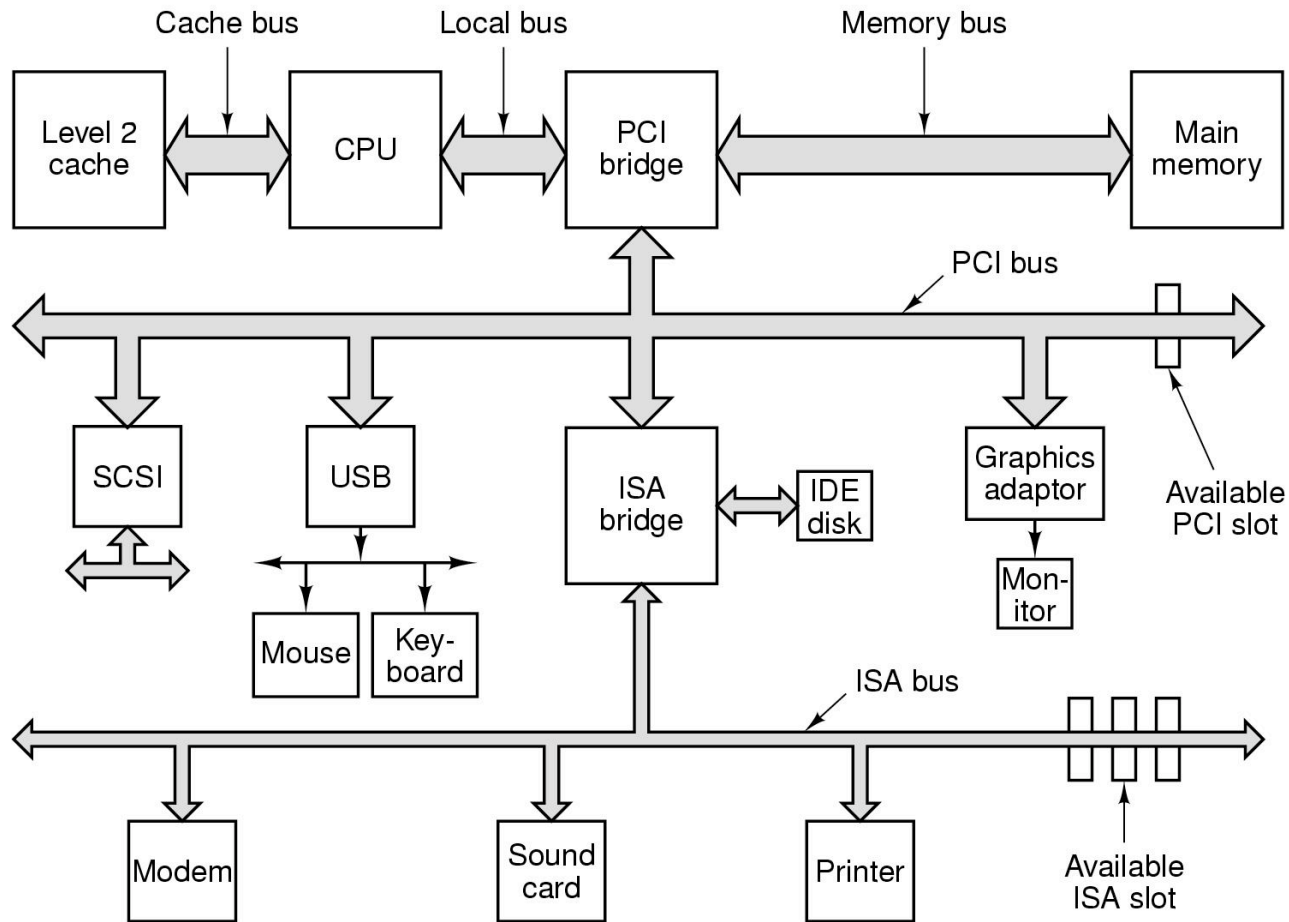 Cache bus
Local bus
Memory bus
Level 2
cache
CPU
PCI
bridge
Main
memory
PCI bus
SCSI
USB
ISA
bridge
IDE
disk
Graphics
adaptor
Available
PCI slot
Mon-
itor
Mouse
Key-
board
ISA bus
Modem
Sound
card
Printer
Available
ISA slot